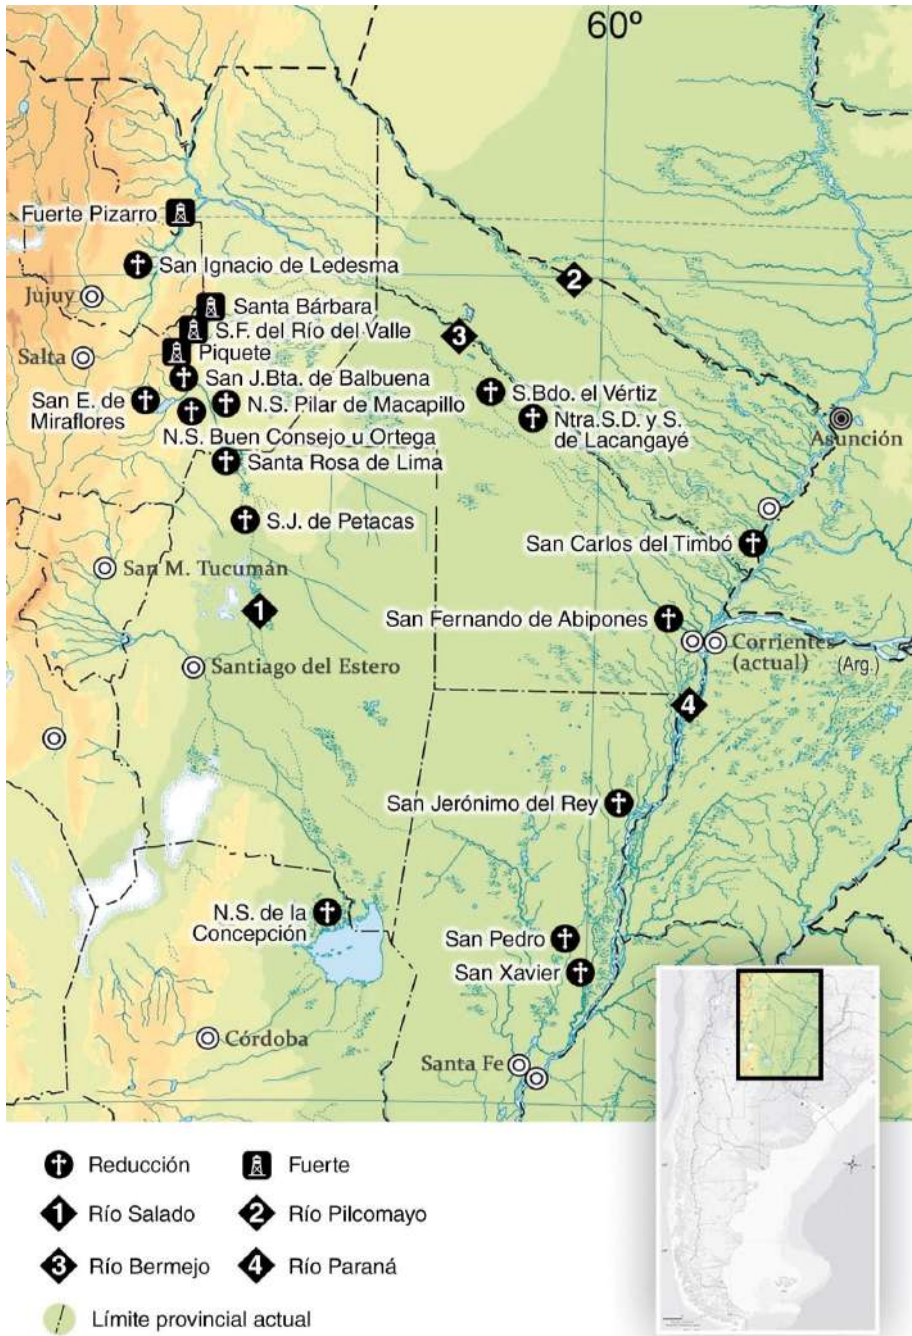 60º
Fuerte Pizarro
San Ignacio de Ledesma
Jujuy
Santa Bárbara
S.F. del Río del Valle
Salta
Piquete
San J.Bta. de Balbuena
San E. de
Miraflores
N.S. Pilar de Macapillo
N.S. Buen Consejo u Ortega
Santa Rosa de Lima
S.J. de Petacas
2
3
S.Bdo. el Vértiz
Ntra.S.D. y S.
de Lacangayé
Asunción
San Carlos del Timbó
San M. Tucumán
1
San Fernando de Abipones
Corrientes
(actual)
(Arg.)
Santiago del Estero
4
San Jerónimo del Rey
N.S. de la
Concepción
San Pedro
San Xavier
Córdoba
Santa Fe
Reducción
Fuerte
1 Río Salado
2 Río Pilcomayo
3 Río Bermejo
4 Río Paraná
Límite provincial actual